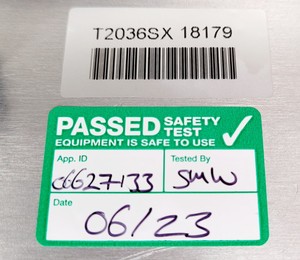 T2036SX 18179
PASSED SAFETY TEST
EQUIPMENT IS SAFE TO USE
App. ID
Tested By
C6627133
SMW
Date
06/23